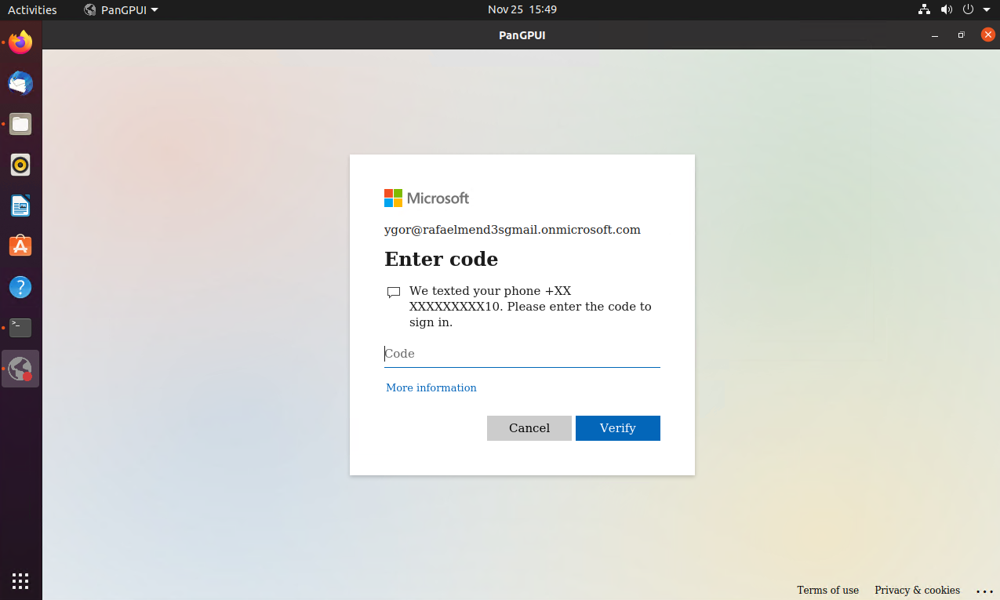 Activities
PanGPUI
Nov 25 15:49
PanGPUI
Microsoft
ygor@rafaelmend3sgmail.onmicrosoft.com
Enter code
We texted your phone +XX
XXXXXXXXX10. Please enter the code to
sign in.
Code
More information
Cancel
Verify
Terms of use
Privacy & cookies
...